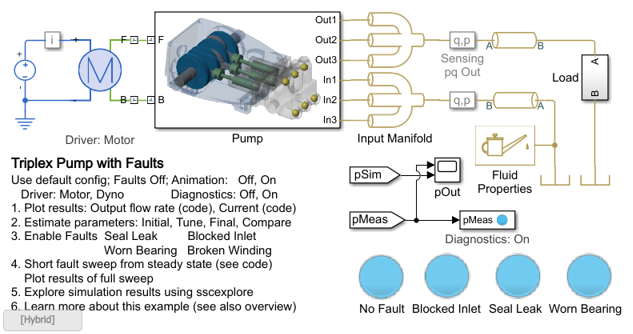 Out1
Out2
Out3
In1
In2
In3
F F
B B
i
M
Driver: Motor
Pump
Input Manifold
q,p
Sensing
pq Out
A B
q,p
B A
Load
A
B
Fluid
Properties
pSim
pOut
pMeas
pMeas
Diagnostics: On
Triplex Pump with Faults
Use default config; Faults Off; Animation: Off, On
Driver: Motor, Dyno Diagnostics: Off, On
1. Plot results: Output flow rate (code), Current (code)
2. Estimate parameters: Initial, Tune, Final, Compare
3. Enable Faults Seal Leak Blocked Inlet
Worn Bearing Broken Winding
4. Short fault sweep from steady state (see code)
Plot results of full sweep
5. Explore simulation results using sscexplore
6. Learn more about this example (see also overview)
[Hybrid]
No Fault Blocked Inlet Seal Leak Worn Bearing